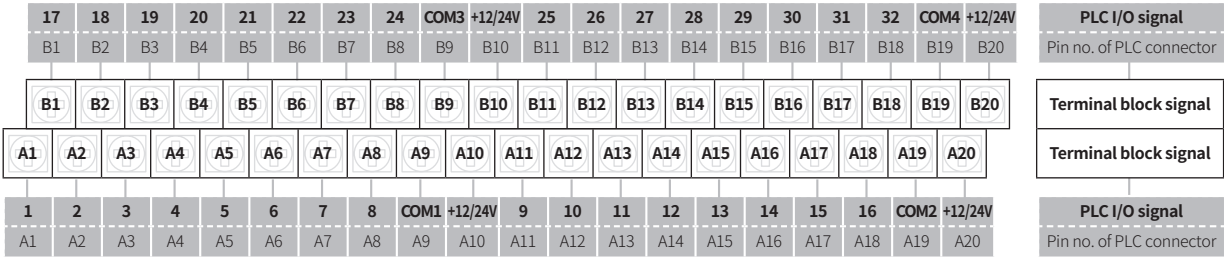 17 18 19 20 21 22 23 24 COM3 +12/24V 25 26 27 28 29 30 31 32 COM4 +12/24V PLC I/O signal
B1 B2 B3 B4 B5 B6 B7 B8 B9 B10 B11 B12 B13 B14 B15 B16 B17 B18 B19 B20 Pin no. of PLC connector
B1 B2 B3 B4 B5 B6 B7 B8 B9 B10 B11 B12 B13 B14 B15 B16 B17 B18 B19 B20 Terminal block signal
A1 A2 A3 A4 A5 A6 A7 A8 A9 A10 A11 A12 A13 A14 A15 A16 A17 A18 A19 A20 Terminal block signal
1 2 3 4 5 6 7 8 COM1 +12/24V 9 10 11 12 13 14 15 16 COM2 +12/24V PLC I/O signal
A1 A2 A3 A4 A5 A6 A7 A8 A9 A10 A11 A12 A13 A14 A15 A16 A17 A18 A19 A20 Pin no. of PLC connector